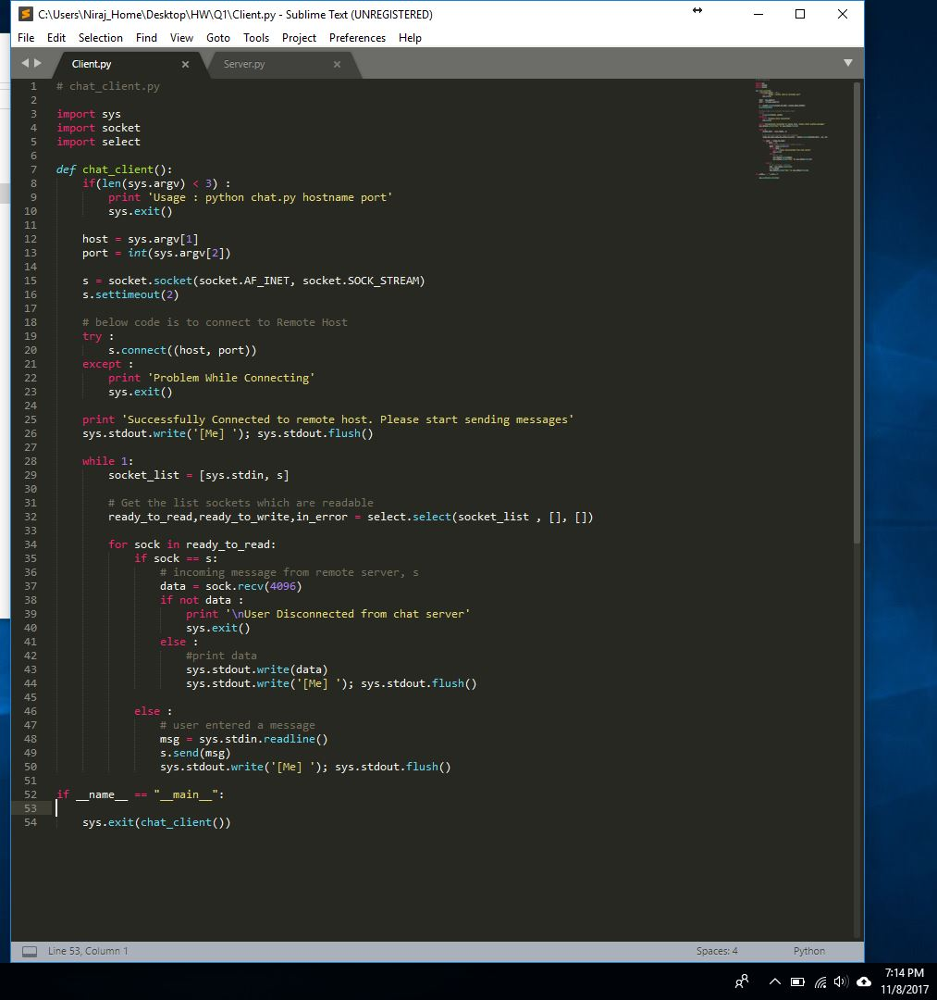 C:\Users\Niraj_Home\Desktop\HW\Q1\Client.py - Sublime Text (UNREGISTERED)
File Edit Selection Find View Goto Tools Project Preferences Help
Client.py Server.py
1 # chat_client.py
2
3 import sys
4 import socket
5 import select
6
7 def chat_client():
8     if(len(sys.argv) < 3) :
9         print 'Usage : python chat.py hostname port'
10         sys.exit()
11
12     host = sys.argv[1]
13     port = int(sys.argv[2])
14
15     s = socket.socket(socket.AF_INET, socket.SOCK_STREAM)
16     s.settimeout(2)
17
18     # below code is to connect to Remote Host
19     try :
20         s.connect((host, port))
21     except :
22         print 'Problem While Connecting'
23         sys.exit()
24
25     print 'Successfully Connected to remote host. Please start sending messages'
26     sys.stdout.write('[Me] '); sys.stdout.flush()
27
28     while 1:
29         socket_list = [sys.stdin, s]
30
31         # Get the list sockets which are readable
32         ready_to_read,ready_to_write,in_error = select.select(socket_list , [], [])
33
34         for sock in ready_to_read:
35             if sock == s:
36                 # incoming message from remote server, s
37                 data = sock.recv(4096)
38                 if not data :
39                     print '\nUser Disconnected from chat server'
40                     sys.exit()
41                 else :
42                     #print data
43                     sys.stdout.write(data)
44                     sys.stdout.write('[Me] '); sys.stdout.flush()
45
46             else :
47                 # user entered a message
48                 msg = sys.stdin.readline()
49                 s.send(msg)
50                 sys.stdout.write('[Me] '); sys.stdout.flush()
51
52 if __name__ == "__main__":
53
54     sys.exit(chat_client())
Line 53, Column 1 Spaces: 4 Python
7:14 PM
11/8/2017